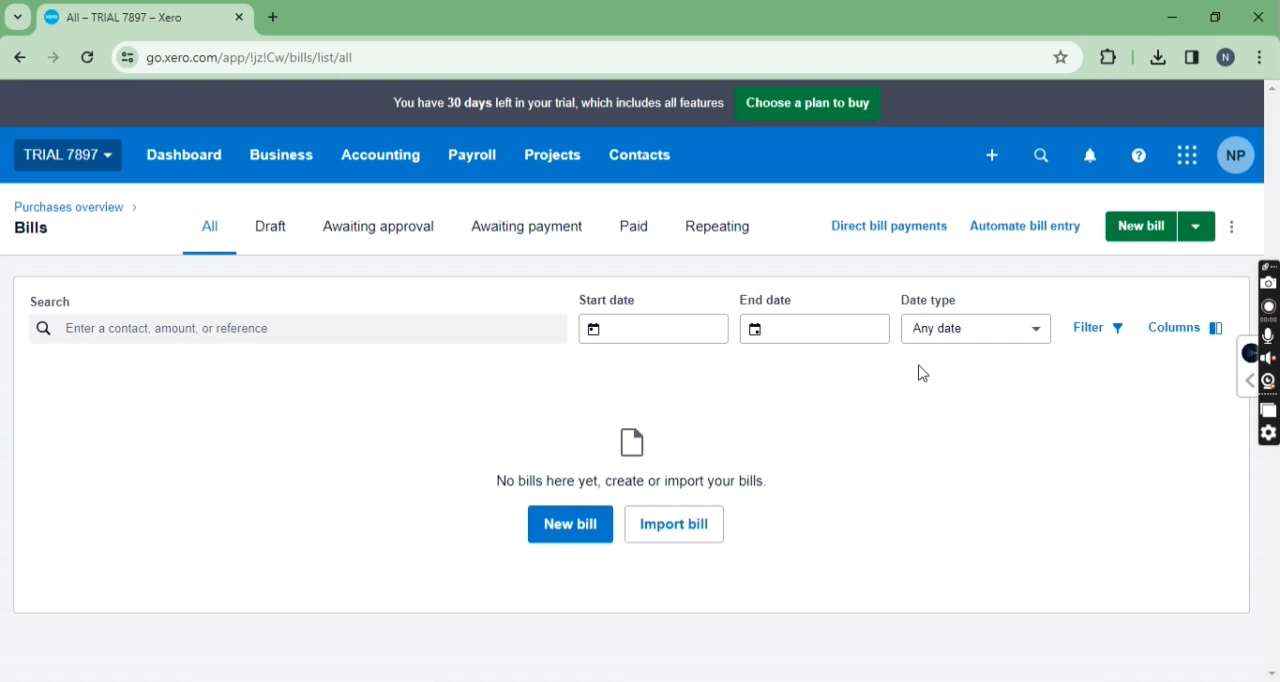 All – TRIAL 7897 – Xero
go.xero.com/app/!jz!Cw/bills/list/all
N
You have 30 days left in your trial, which includes all features
Choose a plan to buy
TRIAL 7897
Dashboard
Business
Accounting
Payroll
Projects
Contacts
NP
Purchases overview
Bills
All
Draft
Awaiting approval
Awaiting payment
Paid
Repeating
Direct bill payments
Automate bill entry
New bill
Search
Start date
End date
Date type
Enter a contact, amount, or reference
Any date
Filter
Columns
No bills here yet, create or import your bills.
New bill
Import bill